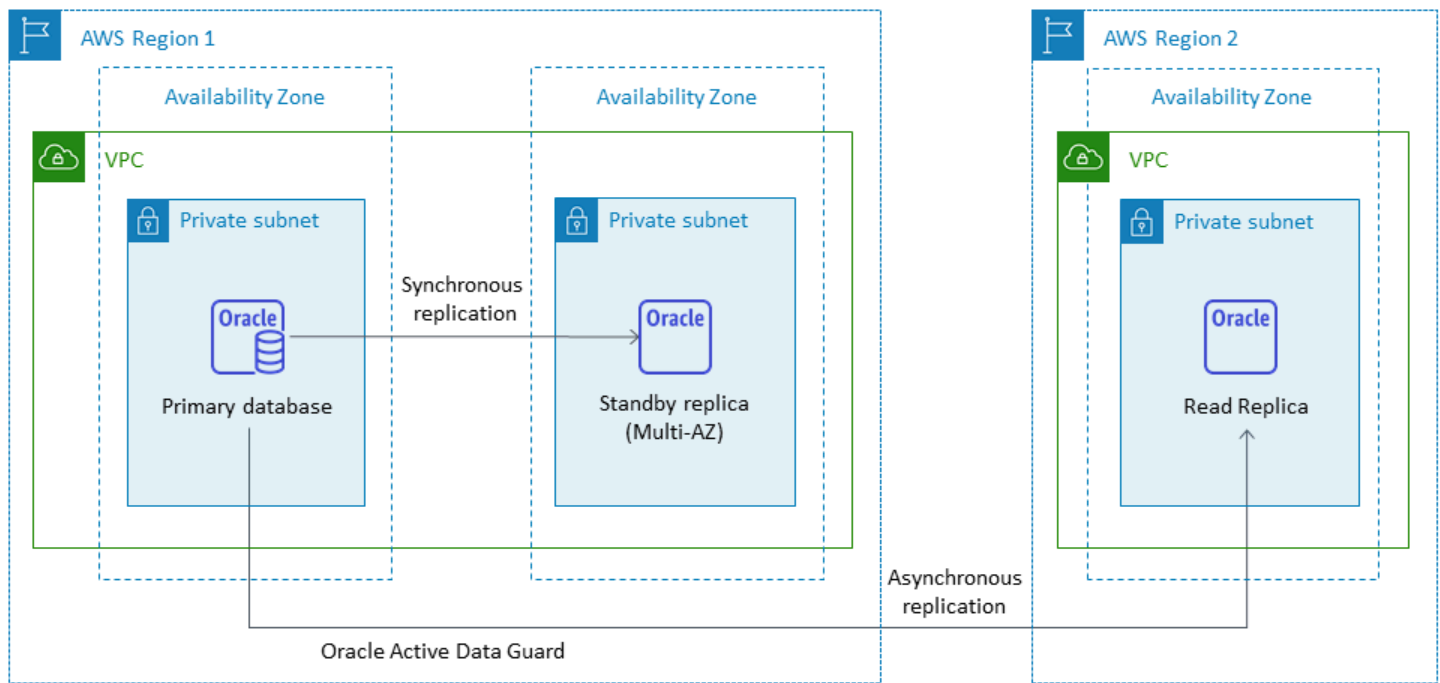 AWS Region 1
AWS Region 2
Availability Zone
Availability Zone
Availability Zone
VPC
VPC
Private subnet
Private subnet
Private subnet
Synchronous
replication
Oracle
Oracle
Oracle
Primary database
Standby replica
(Multi-AZ)
Read Replica
Asynchronous
replication
Oracle Active Data Guard